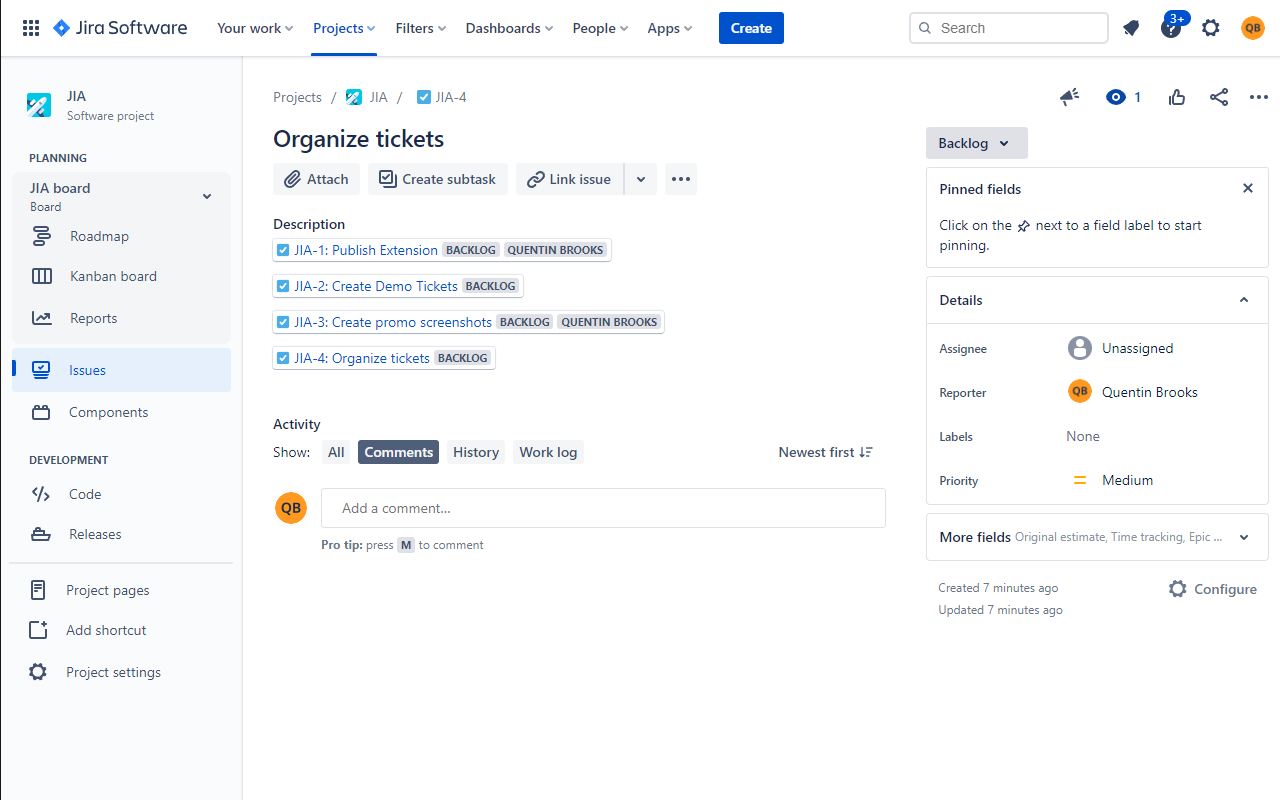 Jira Software Your work Projects Filters Dashboards People Apps Create Search 3+ QB
JIA
Software project
PLANNING
JIA board
Board
Roadmap
Kanban board
Reports
Issues
Components
DEVELOPMENT
Code
Releases
Project pages
Add shortcut
Project settings
Projects / JIA / JIA-4
1
Organize tickets
Attach Create subtask Link issue
Description
JIA-1: Publish Extension BACKLOG QUENTIN BROOKS
JIA-2: Create Demo Tickets BACKLOG
JIA-3: Create promo screenshots BACKLOG QUENTIN BROOKS
JIA-4: Organize tickets BACKLOG
Activity
Show: All Comments History Work log Newest first
QB Add a comment...
Pro tip: press M to comment
Backlog
Pinned fields
Click on the next to a field label to start
pinning.
Details
Assignee Unassigned
Reporter QB Quentin Brooks
Labels None
Priority Medium
More fields Original estimate, Time tracking, Epic ...
Created 7 minutes ago Configure
Updated 7 minutes ago